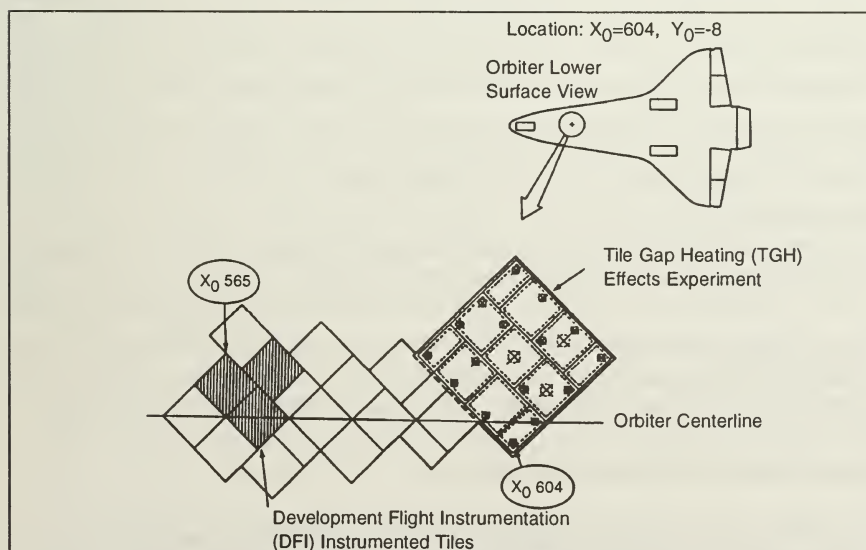 Location: X0=604, Y0=-8
Orbiter Lower
Surface View
Tile Gap Heating (TGH)
Effects Experiment
X0 565
Orbiter Centerline
X0 604
Development Flight Instrumentation
(DFI) Instrumented Tiles